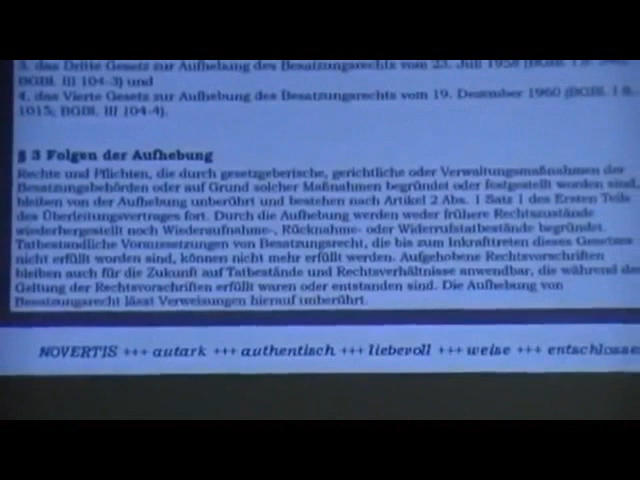 3. das Dritte Gesetz zur Aufhebung des Besatzungsrechts vom 23. Juli 1958 (BGBl. I S.
BGBl. III 104-3) und
4. das Vierte Gesetz zur Aufhebung des Besatzungsrechts vom 19. Dezember 1960 (BGBl. I S.
1015; BGBl. III 104-4).
§ 3 Folgen der Aufhebung
Rechte und Pflichten, die durch gesetzgeberische, gerichtliche oder Verwaltungsmaßnahmen der
Besatzungsbehörden oder auf Grund solcher Maßnahmen begründet oder festgestellt worden sind,
bleiben von der Aufhebung unberührt und bestehen nach Artikel 2 Abs. 1 Satz 1 des Ersten Teils
des Überleitungsvertrages fort. Durch die Aufhebung werden weder frühere Rechtszustände
wiederhergestellt noch Wiederaufnahme-, Rücknahme- oder Widerrufstatbestände begründet.
Tatbestandliche Voraussetzungen von Besatzungsrecht, die bis zum Inkrafttreten dieses Gesetzes
nicht erfüllt worden sind, können nicht mehr erfüllt werden. Aufgehobene Rechtsvorschriften
bleiben auch für die Zukunft auf Tatbestände und Rechtsverhältnisse anwendbar, die während der
Geltung der Rechtsvorschriften erfüllt waren oder entstanden sind. Die Aufhebung von
Besatzungsrecht lässt Verweisungen hierauf unberührt.
NOVERTIS +++ autark +++ authentisch +++ liebevoll +++ weise +++ entschlossen